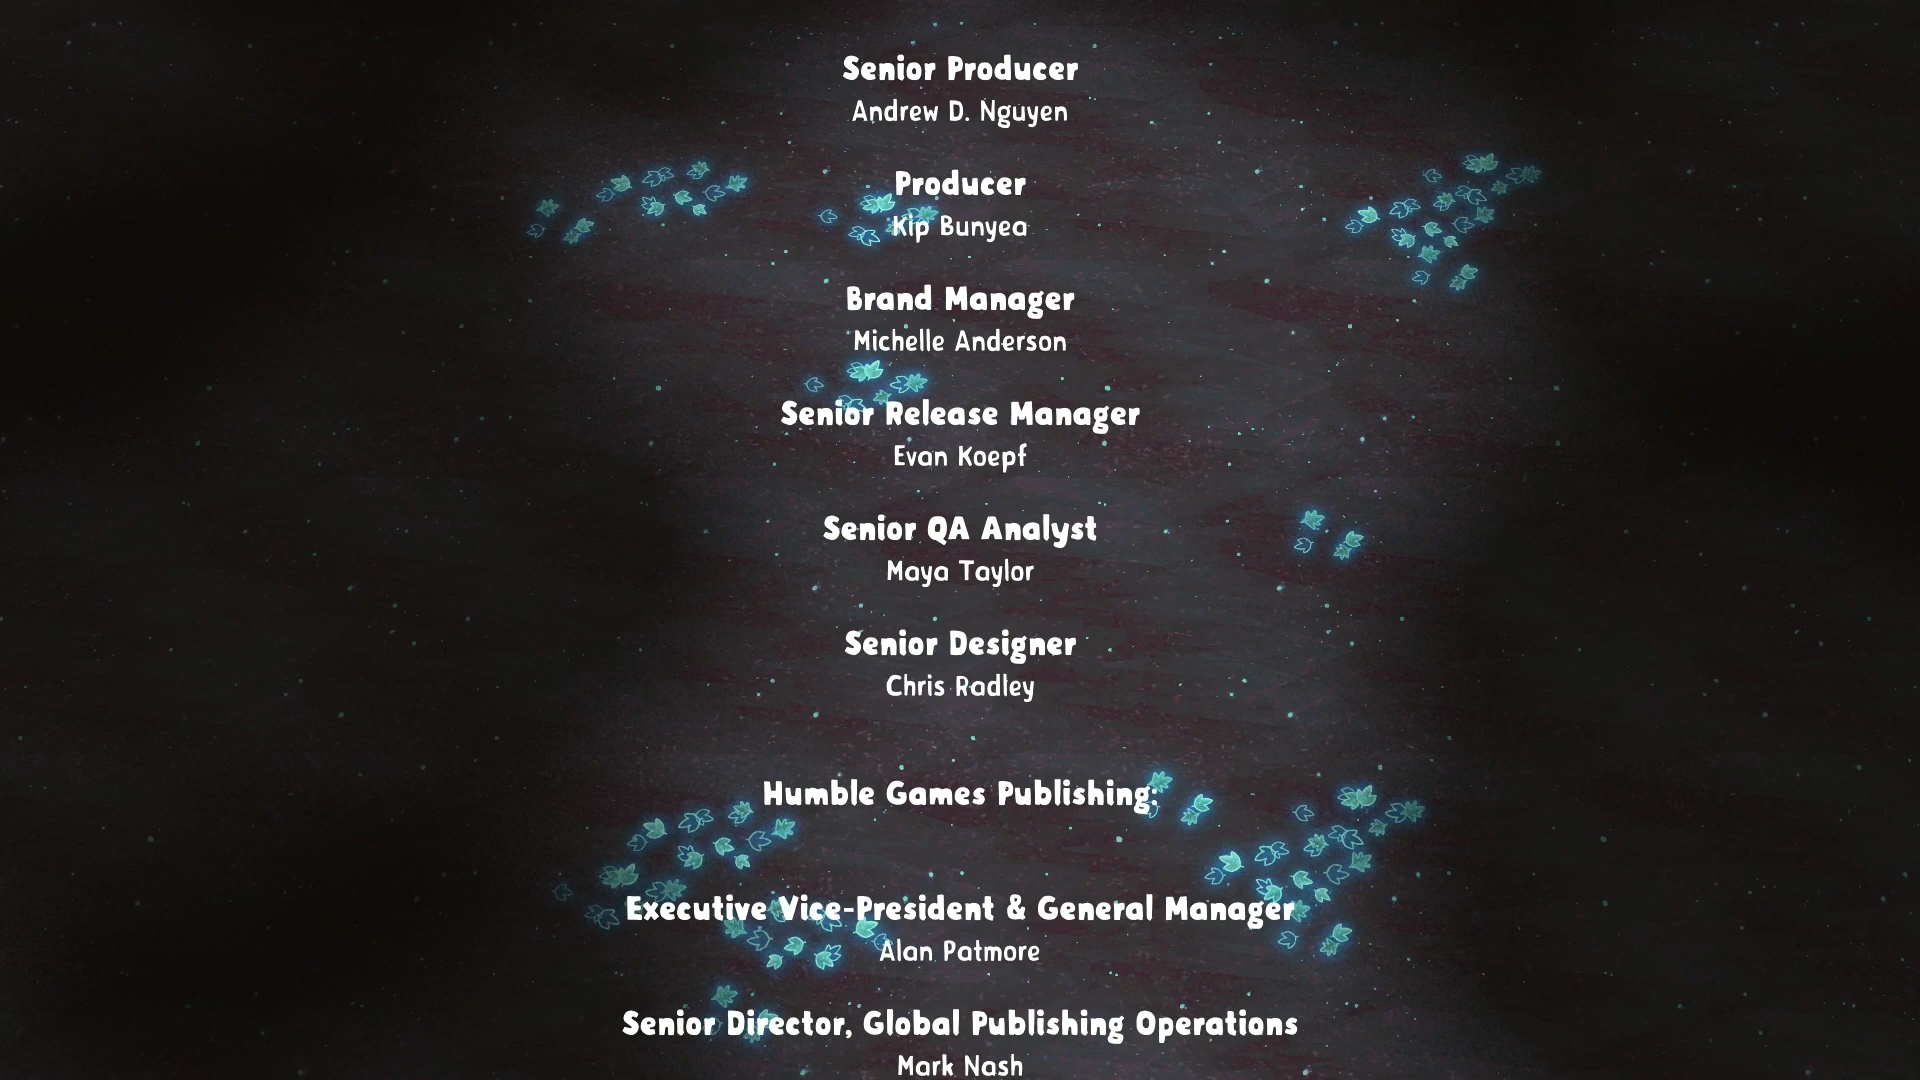 Senior Producer
Andrew D. Nguyen
Producer
Kip Bunyea
Brand Manager
Michelle Anderson
Senior Release Manager
Evan Koepf
Senior QA Analyst
Maya Taylor
Senior Designer
Chris Radley
Humble Games Publishing:
Executive Vice-President & General Manager
Alan Patmore
Senior Director, Global Publishing Operations
Mark Nash